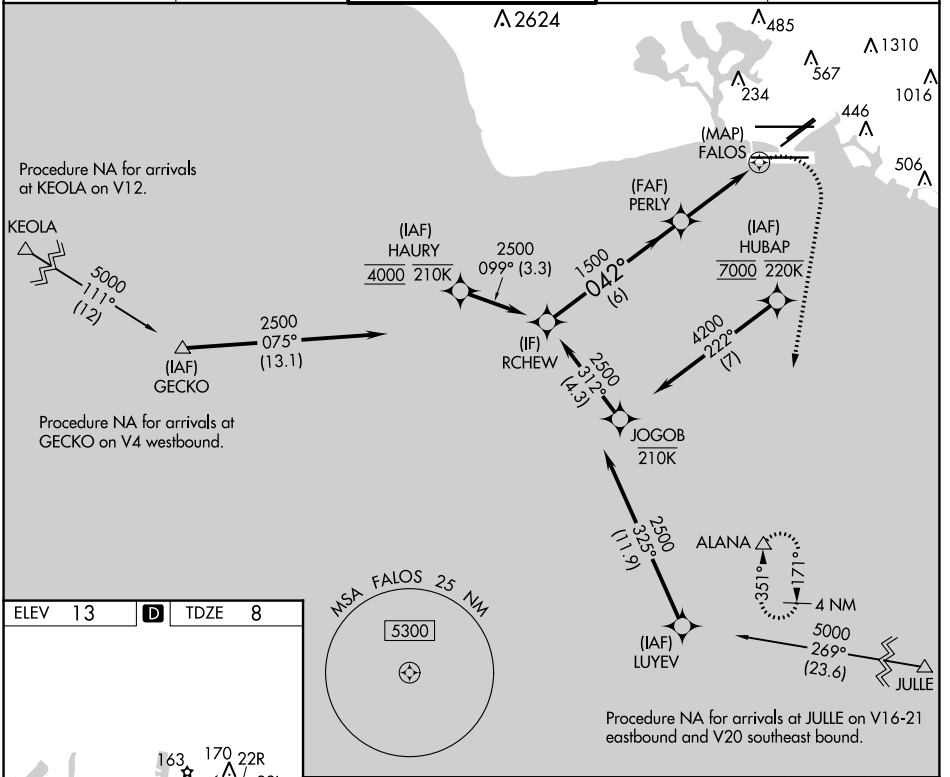 2624
485
1310
567
234
1016
446
506
(MAP)
FALOS
Procedure NA for arrivals
at KEOLA on V12.
KEOLA
5000
111°
(12)
(IAF)
GECKO
2500
075°
(13.1)
Procedure NA for arrivals at
GECKO on V4 westbound.
(IAF)
HAURY
4000 210K
2500
099° (3.3)
(FAF)
PERLY
1500
042°
(6)
(IF)
RCHEW
(IAF)
HUBAP
7000 220K
4200
222°
(7)
2500
312°
(4.3)
JOGOB
210K
2500
325°
(11.9)
(IAF)
LUYEV
ALANA
351°
171°
4 NM
5000
269°
(23.6)
JULLE
Procedure NA for arrivals at JULLE on V16-21
eastbound and V20 southeast bound.
MSA FALOS 25 NM
5300
ELEV 13 D TDZE 8
163
170
22R